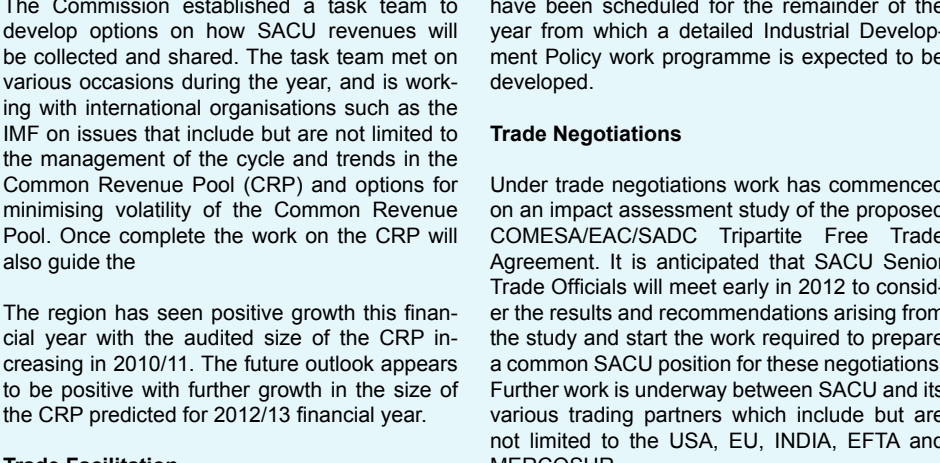 The Commission established a task team to
develop options on how SACU revenues will
be collected and shared. The task team met on
various occasions during the year, and is work-
ing with international organisations such as the
IMF on issues that include but are not limited to
the management of the cycle and trends in the
Common Revenue Pool (CRP) and options for
minimising volatility of the Common Revenue
Pool. Once complete the work on the CRP will
also guide the
The region has seen positive growth this finan-
cial year with the audited size of the CRP in-
creasing in 2010/11. The future outlook appears
to be positive with further growth in the size of
the CRP predicted for 2012/13 financial year.
Trade Facilitation
have been scheduled for the remainder of the
year from which a detailed Industrial Develop-
ment Policy work programme is expected to be
developed.
Trade Negotiations
Under trade negotiations work has commenced
on an impact assessment study of the proposed
COMESA/EAC/SADC Tripartite Free Trade
Agreement. It is anticipated that SACU Senior
Trade Officials will meet early in 2012 to consid-
er the results and recommendations arising from
the study and start the work required to prepare
a common SACU position for these negotiations.
Further work is underway between SACU and its
various trading partners which include but are
not limited to the USA, EU, INDIA, EFTA and
MERCOSUR